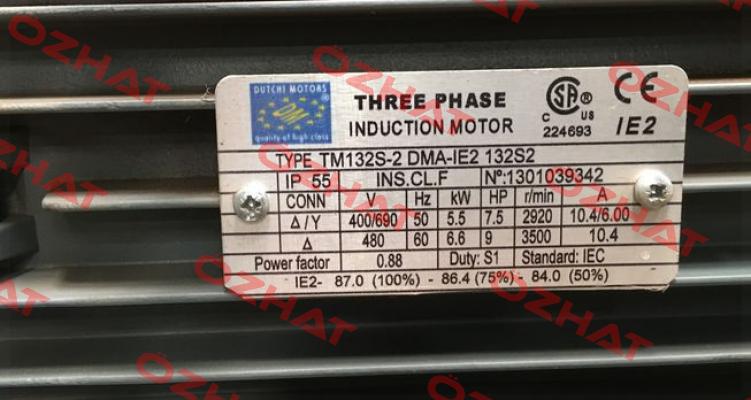 DUTCHI MOTORS
DM
quality of high class
THREE PHASE
INDUCTION MOTOR
C US
224693
IE2
TYPE TM132S-2 DMA-IE2 132S2
IP 55 INS.CL.F Nº:1301039342
CONN V Hz kW HP r/min A
Δ/Y 400/690 50 5.5 7.5 2920 10.4/6.00
Δ 480 60 6.6 9 3500 10.4
Power factor 0.88 Duty: S1 Standard: IEC
IE2- 87.0 (100%) - 86.4 (75%) - 84.0 (50%)
OZHAT
OZHAT
OZHAT
OZHAT
OZHAT
OZHAT
OZHAT